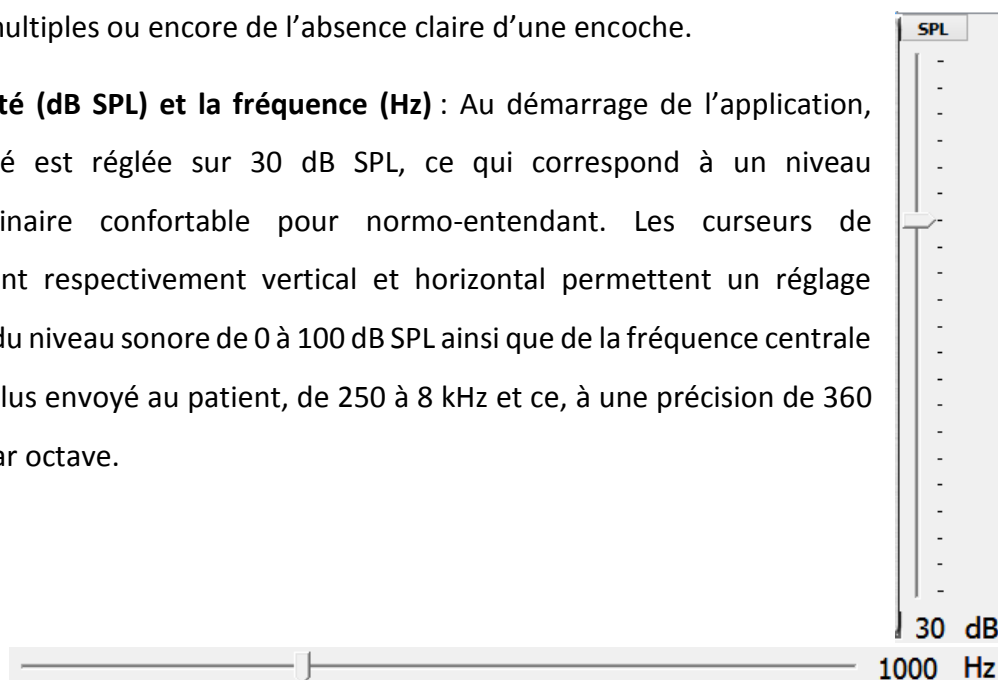 multiples ou encore de l’absence claire d’une encoche.
té (dB SPL) et la fréquence (Hz) : Au démarrage de l’application,
é est réglée sur 30 dB SPL, ce qui correspond à un niveau
inaire confortable pour normo-entendant. Les curseurs de
nt respectivement vertical et horizontal permettent un réglage
du niveau sonore de 0 à 100 dB SPL ainsi que de la fréquence centrale
lus envoyé au patient, de 250 à 8 kHz et ce, à une précision de 360
ar octave.
SPL
30 dB
1000 Hz